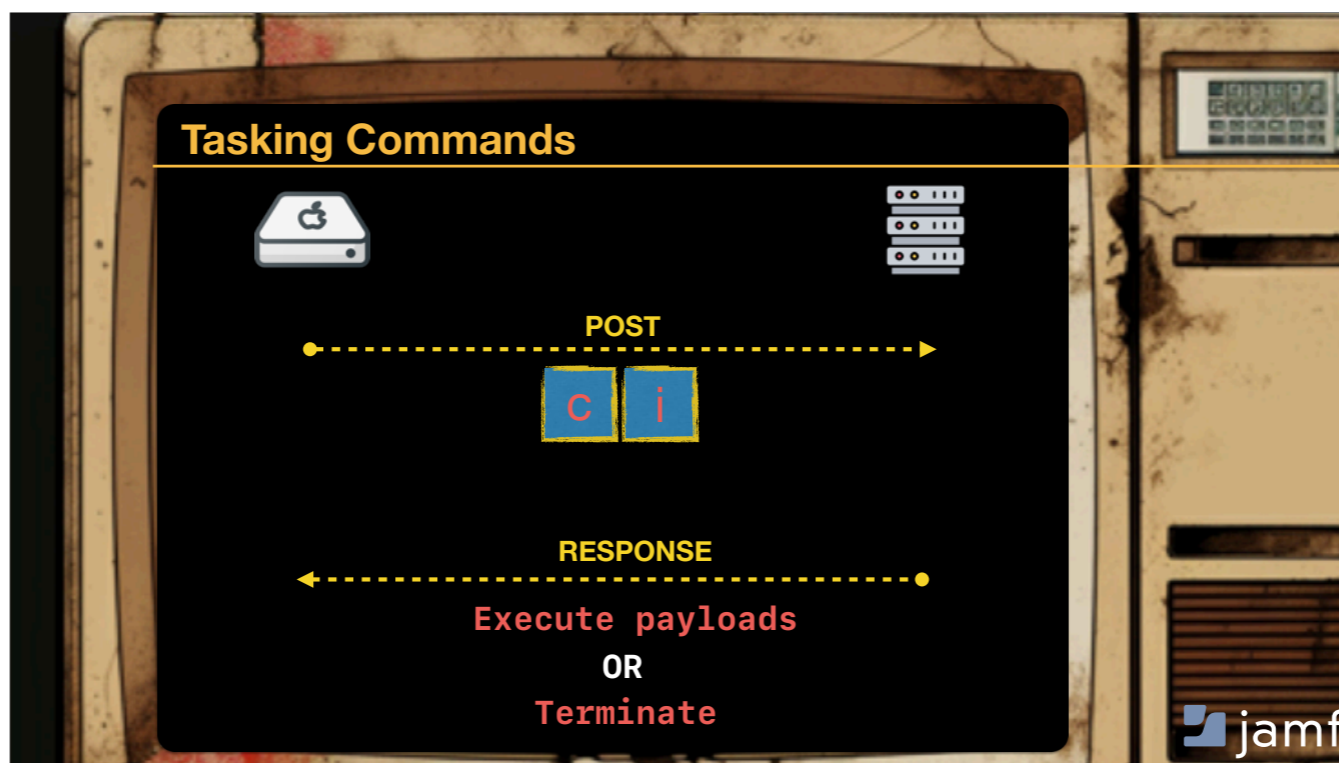 Tasking Commands
POST
c i
RESPONSE
Execute payloads
OR
Terminate
jamf